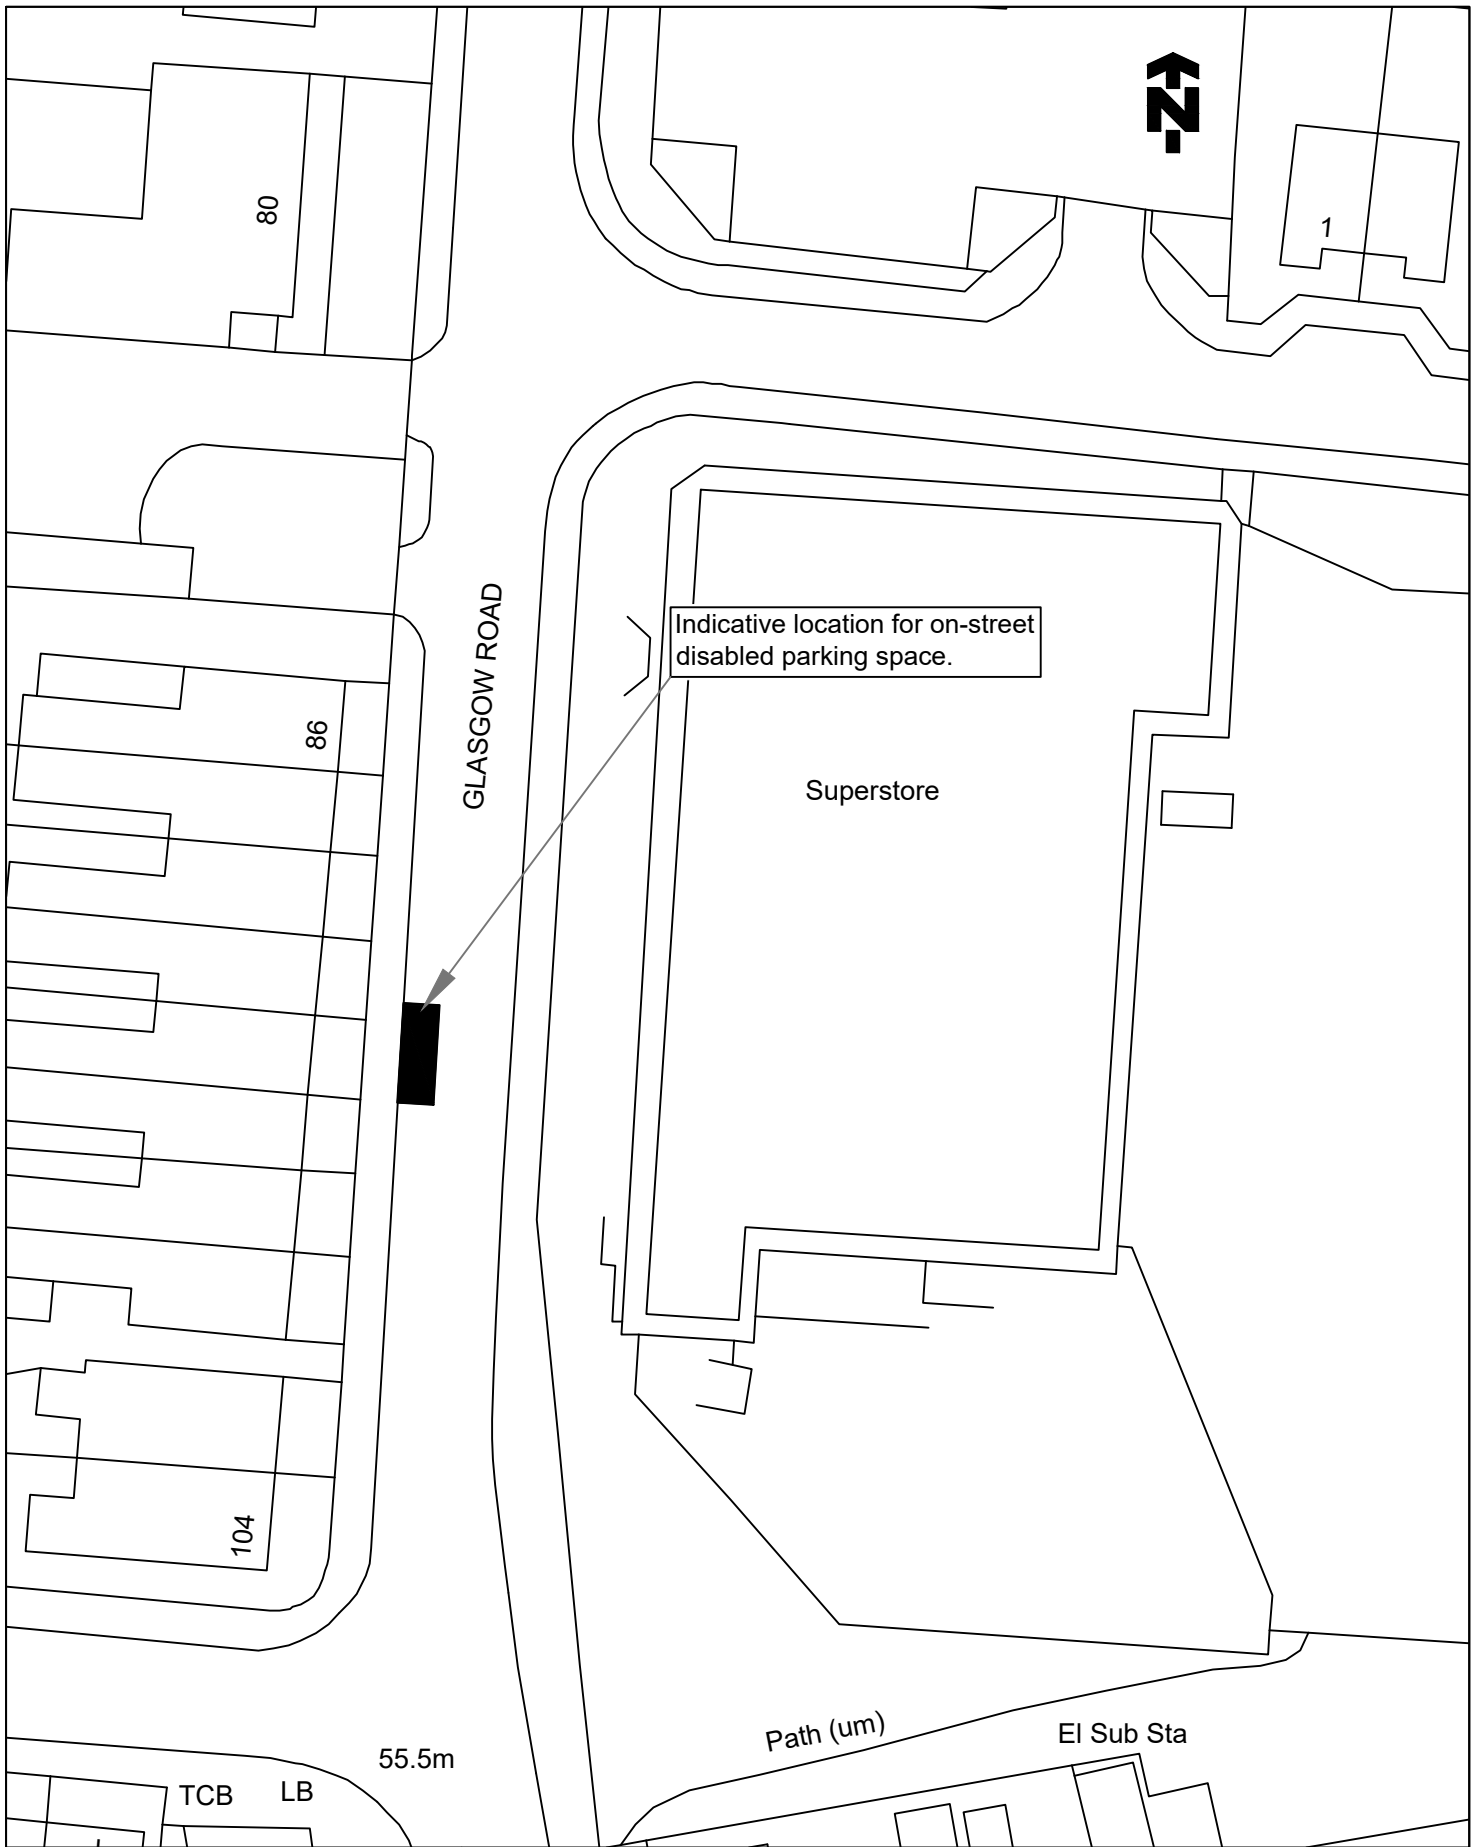 N
80
1
GLASGOW ROAD
Indicative location for on-street
disabled parking space.
86
Superstore
104
Path (um)
El Sub Sta
55.5m
TCB
LB